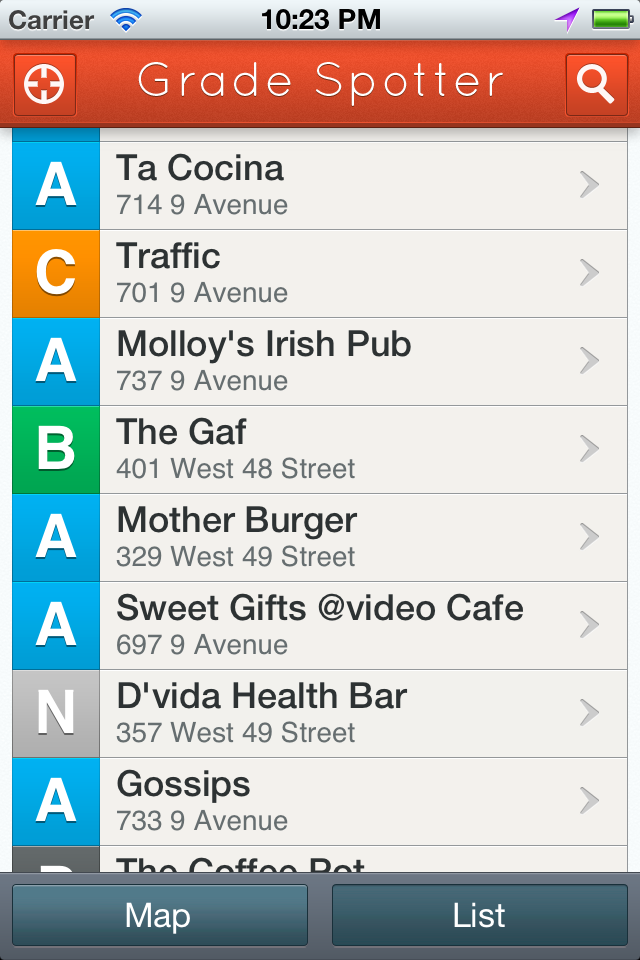 Carrier 10:23 PM
Grade Spotter
A Ta Cocina
714 9 Avenue
C Traffic
701 9 Avenue
A Molloy's Irish Pub
737 9 Avenue
B The Gaf
401 West 48 Street
A Mother Burger
329 West 49 Street
A Sweet Gifts @video Cafe
697 9 Avenue
N D'vida Health Bar
357 West 49 Street
A Gossips
733 9 Avenue
The Coffee Pot
Map List